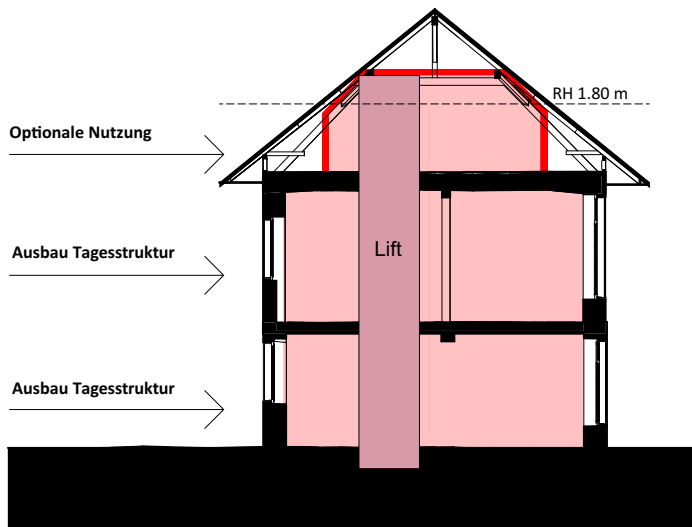 RH 1.80 m
Optionale Nutzung
Ausbau Tagesstruktur
Lift
Ausbau Tagesstruktur